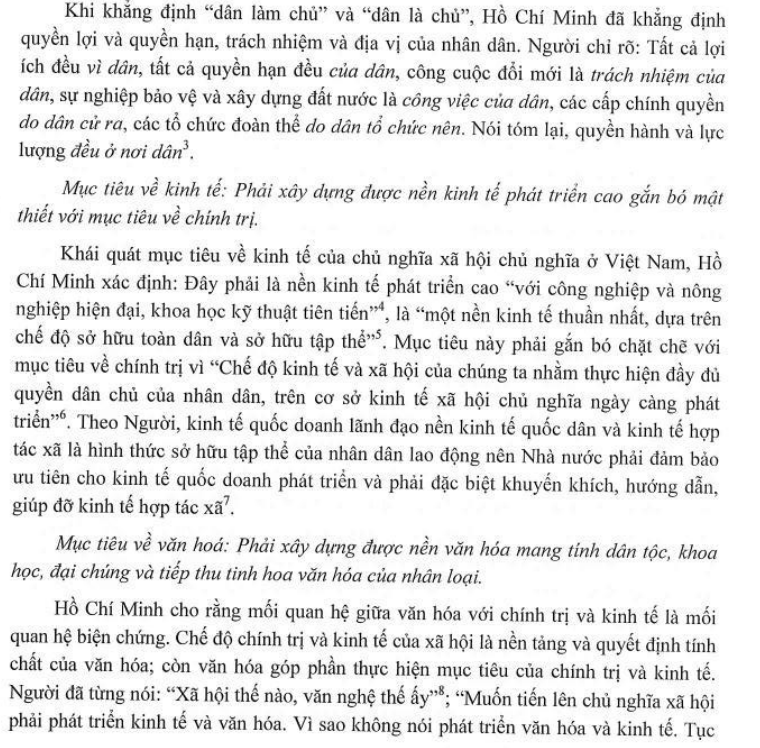 Khi khẳng định “dân làm chủ” và “dân là chủ”, Hồ Chí Minh đã khẳng định
quyền lợi và quyền hạn, trách nhiệm và địa vị của nhân dân. Người chỉ rõ: Tất cả lợi
ích đều vì dân, tất cả quyền hạn đều của dân, công cuộc đổi mới là trách nhiệm của
dân, sự nghiệp bảo vệ và xây dựng đất nước là công việc của dân, các cấp chính quyền
do dân cử ra, các tổ chức đoàn thể do dân tổ chức nên. Nói tóm lại, quyền hành và lực
lượng đều ở nơi dân³.
Mục tiêu về kinh tế: Phải xây dựng được nền kinh tế phát triển cao gắn bó mật
thiết với mục tiêu về chính trị.
Khái quát mục tiêu về kinh tế của chủ nghĩa xã hội chủ nghĩa ở Việt Nam, Hồ
Chí Minh xác định: Đây phải là nền kinh tế phát triển cao “với công nghiệp và nông
nghiệp hiện đại, khoa học kỹ thuật tiên tiến”⁴, là “một nền kinh tế thuần nhất, dựa trên
chế độ sở hữu toàn dân và sở hữu tập thể”⁵. Mục tiêu này phải gắn bó chặt chẽ với
mục tiêu về chính trị vì “Chế độ kinh tế và xã hội của chúng ta nhằm thực hiện đầy đủ
quyền dân chủ của nhân dân, trên cơ sở kinh tế xã hội chủ nghĩa ngày càng phát
triển”⁶. Theo Người, kinh tế quốc doanh lãnh đạo nền kinh tế quốc dân và kinh tế hợp
tác xã là hình thức sở hữu tập thể của nhân dân lao động nên Nhà nước phải đảm bảo
ưu tiên cho kinh tế quốc doanh phát triển và phải đặc biệt khuyến khích, hướng dẫn,
giúp đỡ kinh tế hợp tác xã⁷.
Mục tiêu về văn hoá: Phải xây dựng được nền văn hóa mang tính dân tộc, khoa
học, đại chúng và tiếp thu tinh hoa văn hóa của nhân loại.
Hồ Chí Minh cho rằng mối quan hệ giữa văn hóa với chính trị và kinh tế là mối
quan hệ biện chứng. Chế độ chính trị và kinh tế của xã hội là nền tảng và quyết định tính
chất của văn hóa; còn văn hóa góp phần thực hiện mục tiêu của chính trị và kinh tế.
Người đã từng nói: “Xã hội thế nào, văn nghệ thế ấy”⁸; “Muốn tiến lên chủ nghĩa xã hội
phải phát triển kinh tế và văn hóa. Vì sao không nói phát triển văn hóa và kinh tế. Tục